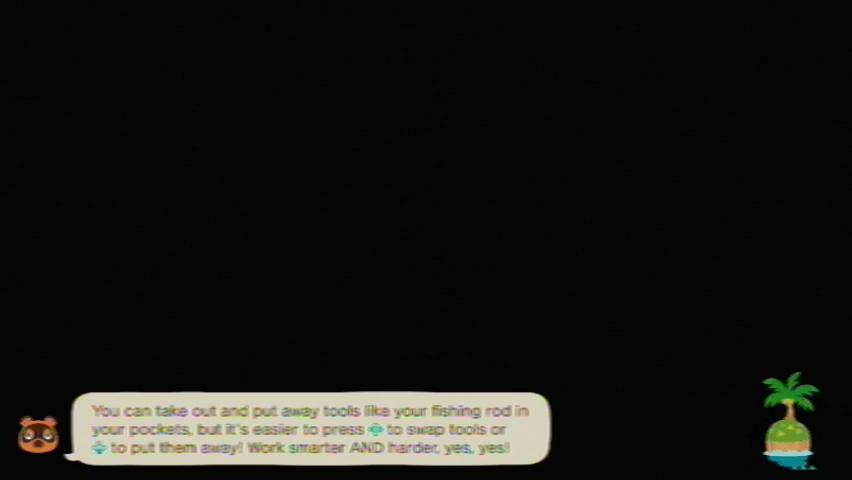 You can take out and put away tools like your fishing rod in
your pockets, but it's easier to press to swap tools or
to put them away! Work smarter AND harder, yes, yes!